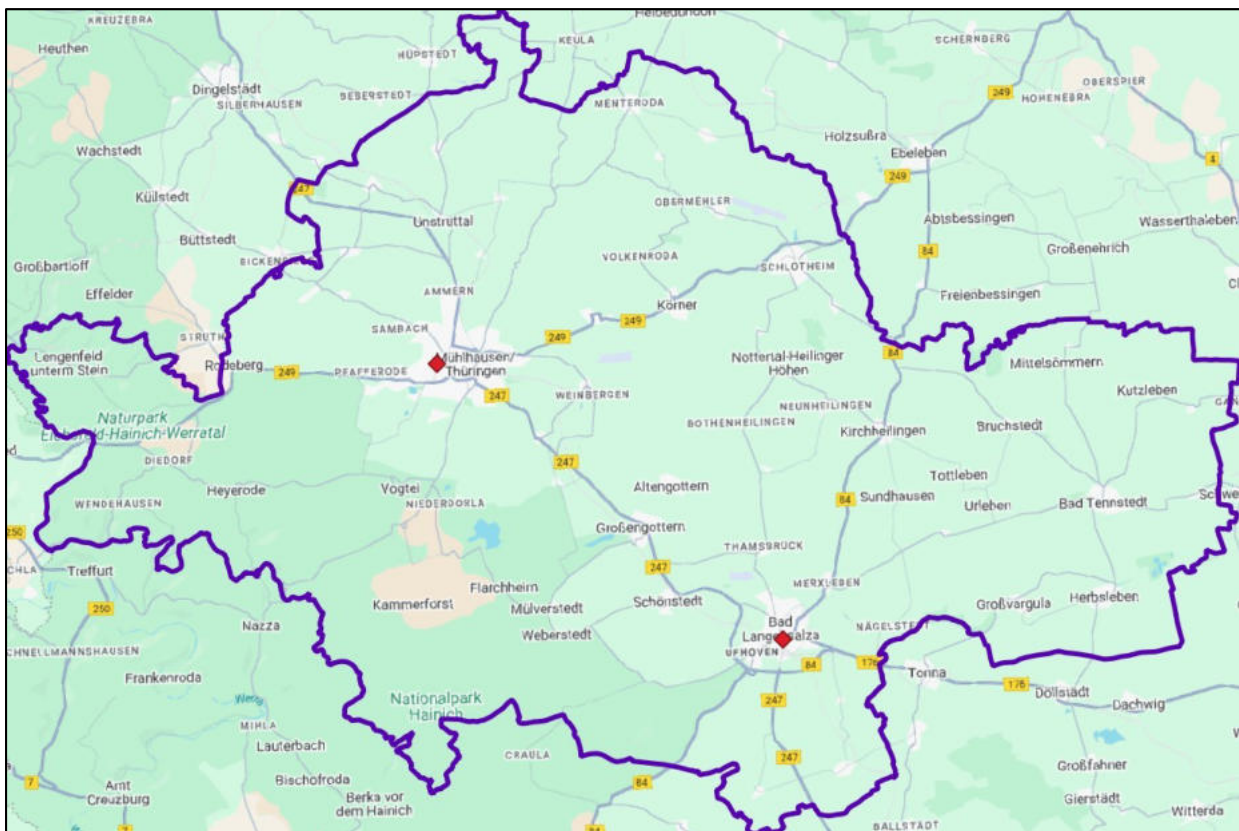 KREUZEBRA
Heuthen
HÜPSTEDT
KEULA
SCHERNBERG
OBERSPIER
Dingelstädt
SILBERHAUSEN
BEBERSTEDT
MENTERODA
249
HOHENEBRA
Holzsußra
Ebeleben
4
Wachstedt
249
Küllstedt
247
OBERMEHLER
Abtsbessingen
Wasserthaleben
Unstruttal
Büttstedt
84
Großenehrich
VOLKENRODA
SCHLOTHEIM
Großbartloff
Effelder
AMMERN
Körner
Freienbessingen
STRUTH
SAMBACH
249
249
Lengenfeld
unterm Stein
Rodeberg
249
PFAFFERODE
Mühlhausen/
Thüringen
Nottertal-Heilinger
Höhen
84
Mittelsömmern
247
WEINBERGEN
NEUNHEILINGEN
Kutzleben
Naturpark
Eichsfeld-Hainich-Werratal
BOTHENHEILINGEN
Kirchheilingen
Bruchstedt
DIEDORF
247
Heyerode
Vogtei
Altengottern
Tottleben
WENDEHAUSEN
NIEDERDORLA
84
Sundhausen
Urleben
Bad Tennstedt
250
Großengottern
THAMSBRÜCK
Treffurt
247
MERXLEBEN
Flarchheim
250
Kammerforst
Mülverstedt
Schönstedt
Großvargula
Herbsleben
Nazza
Weberstedt
Bad
Langensalza
NÄGELSTEDT
UFHOVEN
84
176
Tonna
176
Döllstädt
Dachwig
Frankenroda
Nationalpark
Hainich
247
MIHLA
Lauterbach
CRAULA
247
Bischofroda
84
Großfahner
7
Amt
Creuzburg
Berka vor
dem Hainich
Gierstädt
Witterda
84
BALLSTÄDT